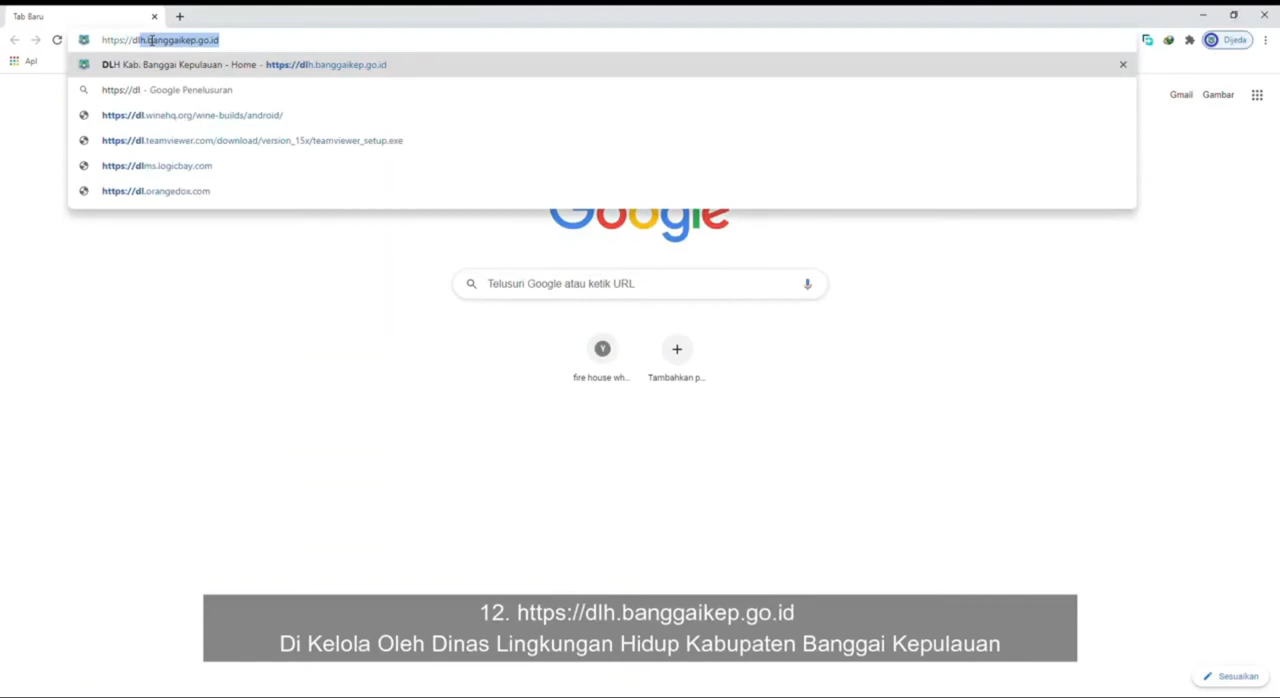 Tab Baru
https://dlh.banggaikep.go.id
Dijeda
DLH Kab. Banggai Kepulauan - Home - https://dlh.banggaikep.go.id
Apl
https://dl - Google Penelusuran
https://dl.winehq.org/wine-builds/android/
https://dl.teamviewer.com/download/version_15x/teamviewer_setup.exe
https://dlms.logicbay.com
https://dl.orangedox.com
Gmail Gambar
Google
Telusuri Google atau ketik URL
Y
fire house wh...
Tambahkan p...
12. https://dlh.banggaikep.go.id
Di Kelola Oleh Dinas Lingkungan Hidup Kabupaten Banggai Kepulauan
Sesuaikan